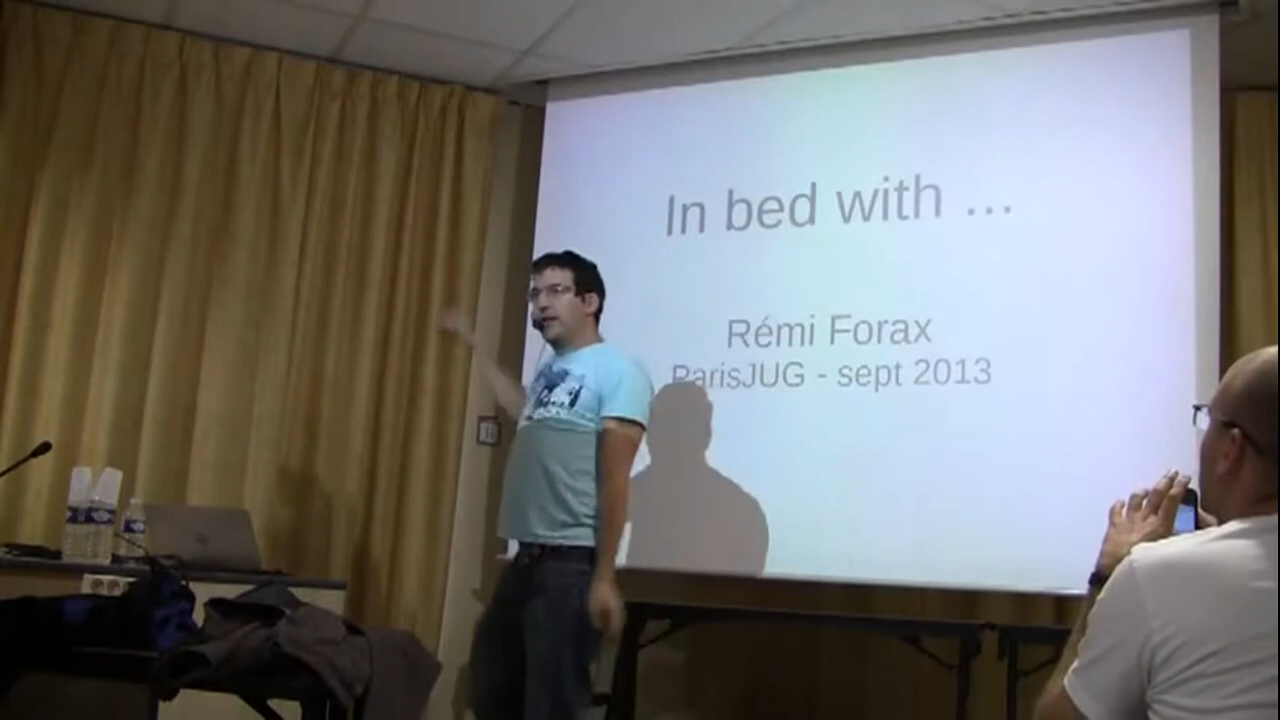 In bed with ...
Rémi Forax
ParisJUG - sept 2013